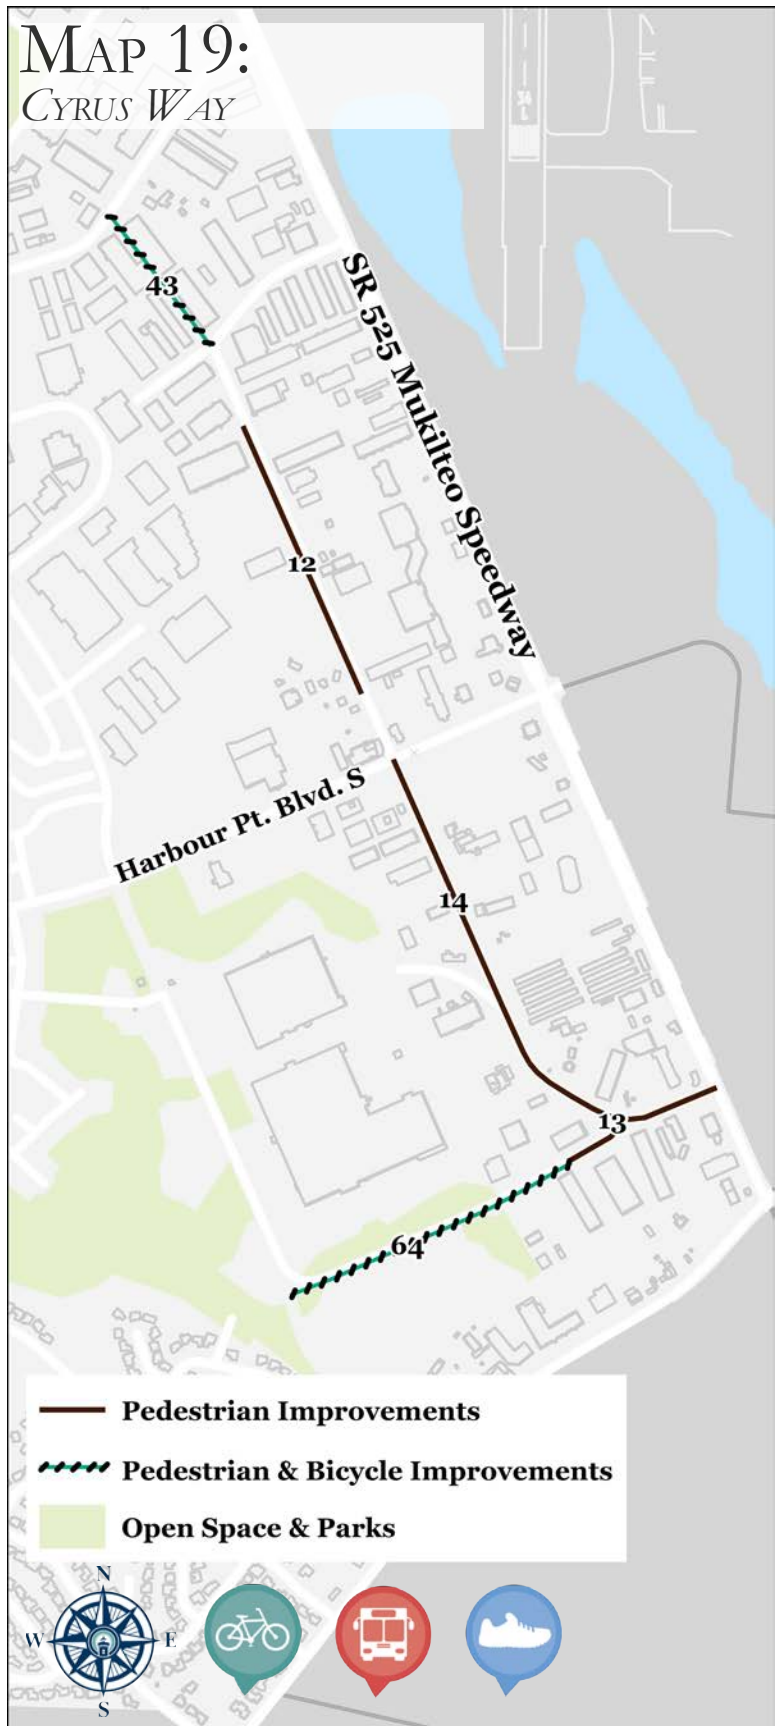 MAP 19:
CYRUS WAY
36
L
43
SR 525 Mukilteo Speedway
12
Harbour Pt. Blvd. S
14
13
64
Pedestrian Improvements
Pedestrian & Bicycle Improvements
Open Space & Parks
N
W E
S